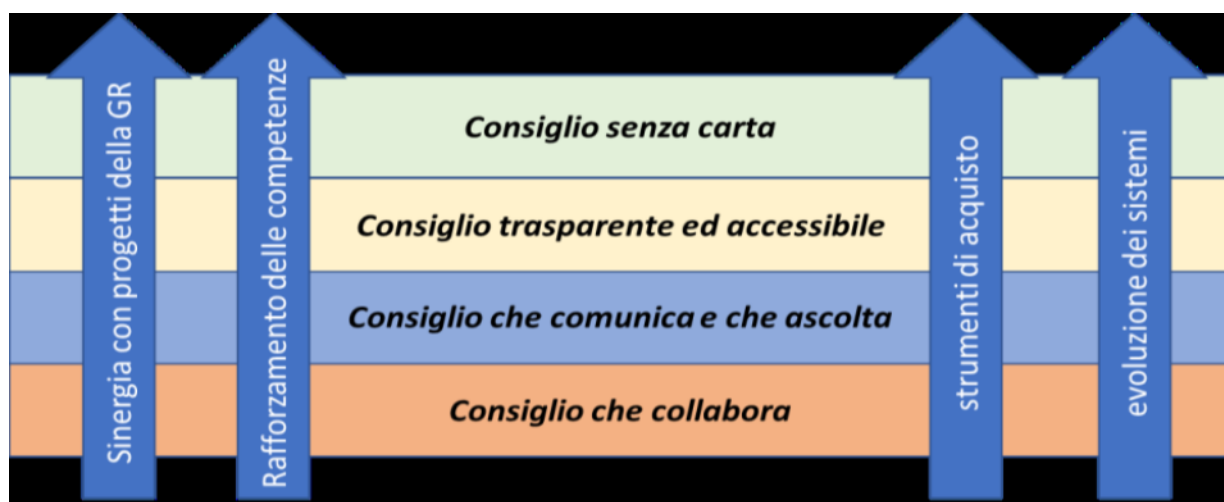 Sinergia con progetti della GR
Rafforzamento delle competenze
Consiglio senza carta
Consiglio trasparente ed accessibile
Consiglio che comunica e che ascolta
Consiglio che collabora
strumenti di acquisto
evoluzione dei sistemi